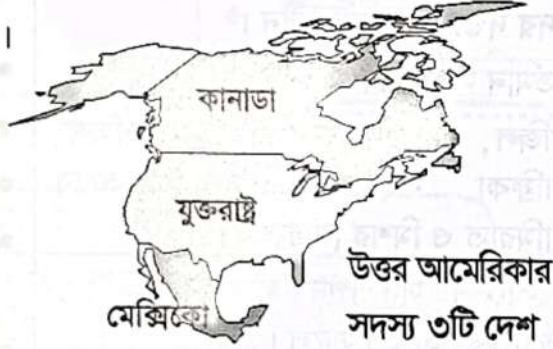 ।
কানাডা
যুক্তরাষ্ট্র
মেক্সিকো
উত্তর আমেরিকার
সদস্য ৩টি দেশ